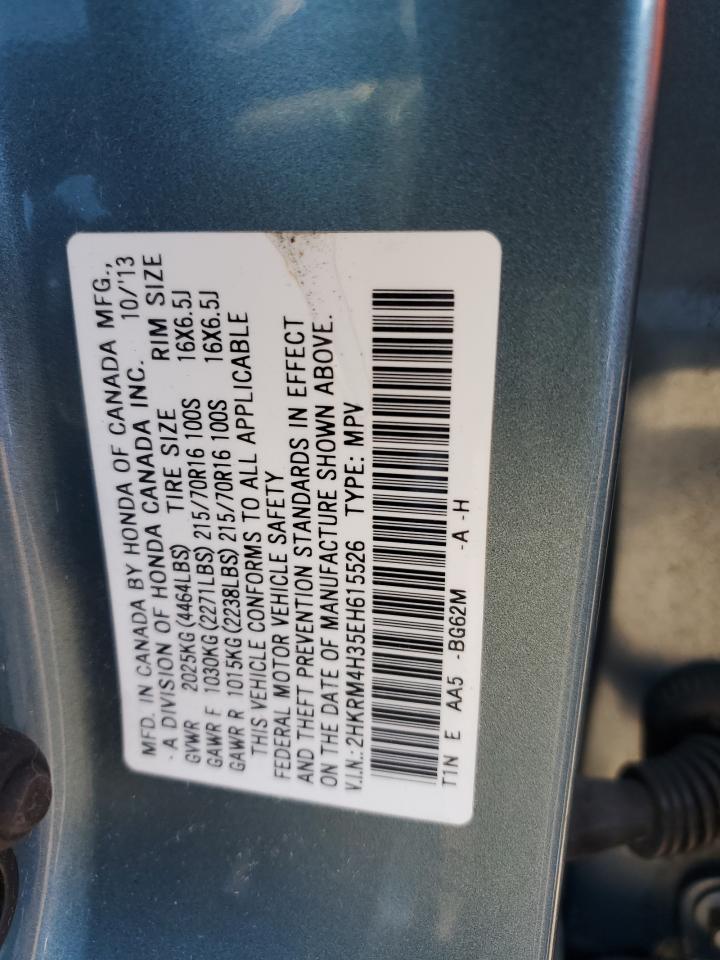 MFD. IN CANADA BY HONDA OF CANADA MFG.,
- A DIVISION OF HONDA CANADA INC. 10/'13
GVWR 2025KG (4464LBS) TIRE SIZE RIM SIZE
GAWR F 1030KG (2271LBS) 215/70R16 100S 16X6.5J
GAWR R 1015KG (2238LBS) 215/70R16 100S 16X6.5J
THIS VEHICLE CONFORMS TO ALL APPLICABLE
FEDERAL MOTOR VEHICLE SAFETY
AND THEFT PREVENTION STANDARDS IN EFFECT
ON THE DATE OF MANUFACTURE SHOWN ABOVE.
V.I.N.: 2HKRM4H35EH615526 TYPE: MPV
T1N E AA5 -BG62M -A -H